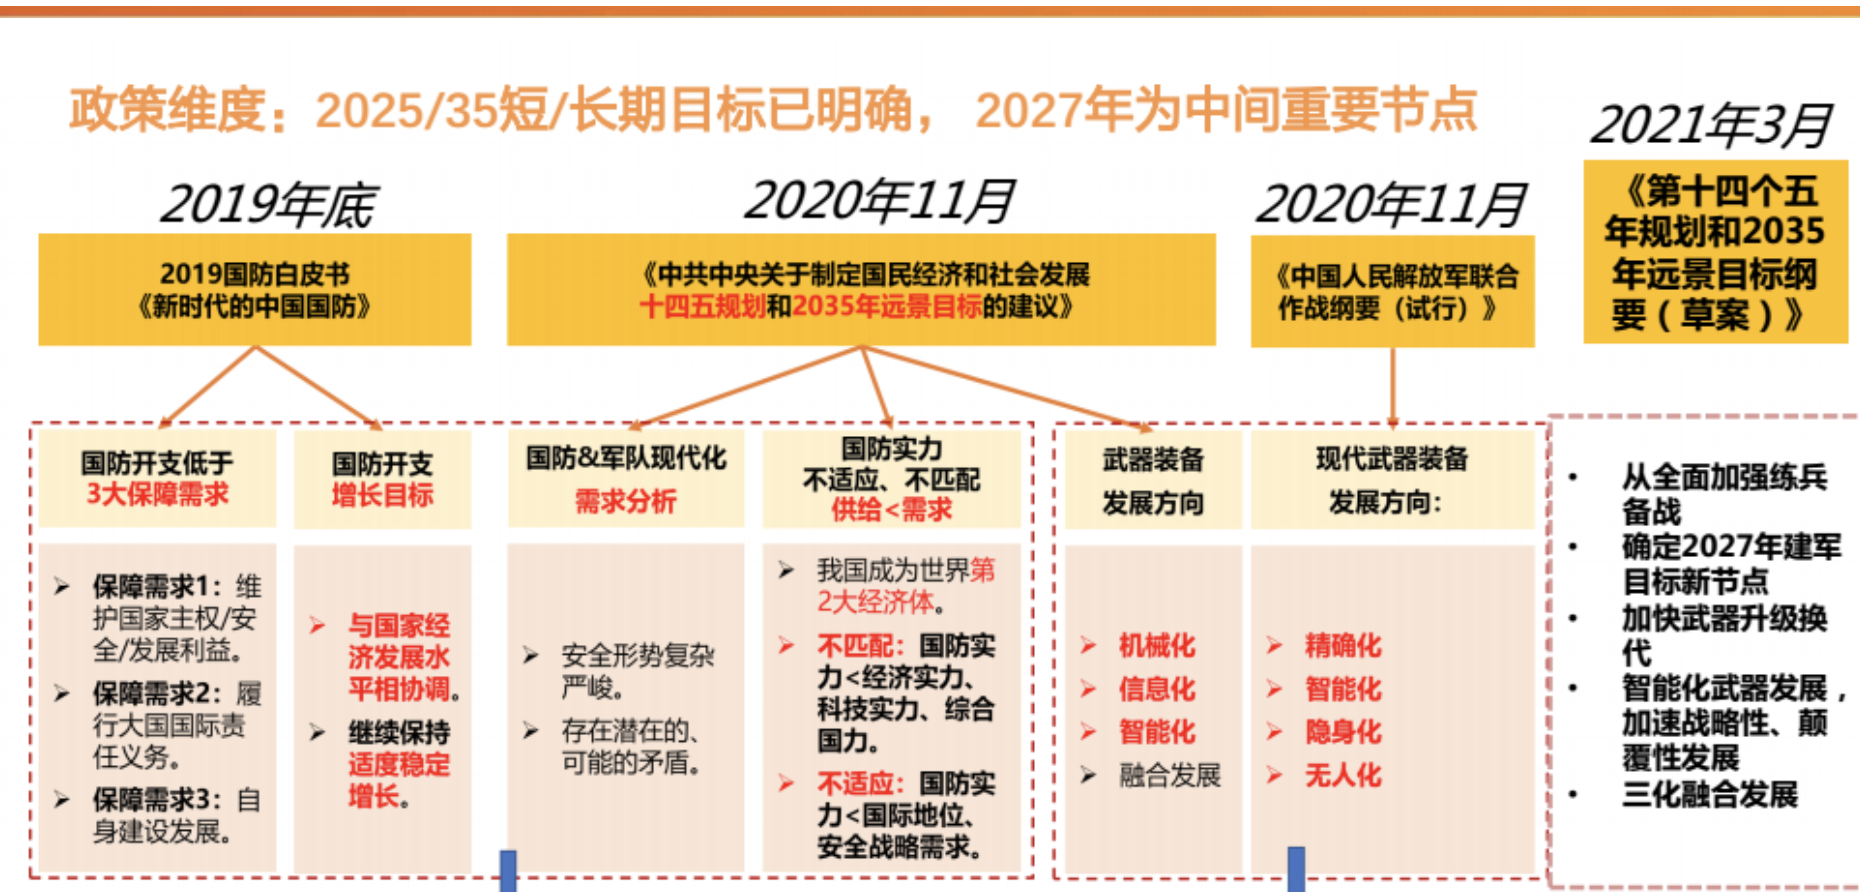 政策维度：2025/35短/长期目标已明确， 2027年为中间重要节点
2019年底
2019国防白皮书
《新时代的中国国防》
2020年11月
《中共中央关于制定国民经济和社会发展
十四五规划和2035年远景目标的建议》
2020年11月
《中国人民解放军联合
作战纲要（试行）》
2021年3月
《第十四个五
年规划和2035
年远景目标纲
要（草案）》
国防开支低于
3大保障需求
➢ 保障需求1：维
护国家主权/安
全/发展利益。
➢ 保障需求2：履
行大国国际责
任义务。
➢ 保障需求3：自
身建设发展。
国防开支
增长目标
➢ 与国家经
济发展水
平相协调。
➢ 继续保持
适度稳定
增长。
国防&军队现代化
需求分析
➢ 安全形势复杂
严峻。
➢ 存在潜在的、
可能的矛盾。
国防实力
不适应、不匹配
供给<需求
➢ 我国成为世界第
2大经济体。
➢ 不匹配：国防实
力<经济实力、
科技实力、综合
国力。
➢ 不适应：国防实
力<国际地位、
安全战略需求。
武器装备
发展方向
➢ 机械化
➢ 信息化
➢ 智能化
➢ 融合发展
现代武器装备
发展方向：
➢ 精确化
➢ 智能化
➢ 隐身化
➢ 无人化
• 从全面加强练兵
备战
• 确定2027年建军
目标新节点
• 加快武器升级换
代
• 智能化武器发展，
加速战略性、颠
覆性发展
• 三化融合发展